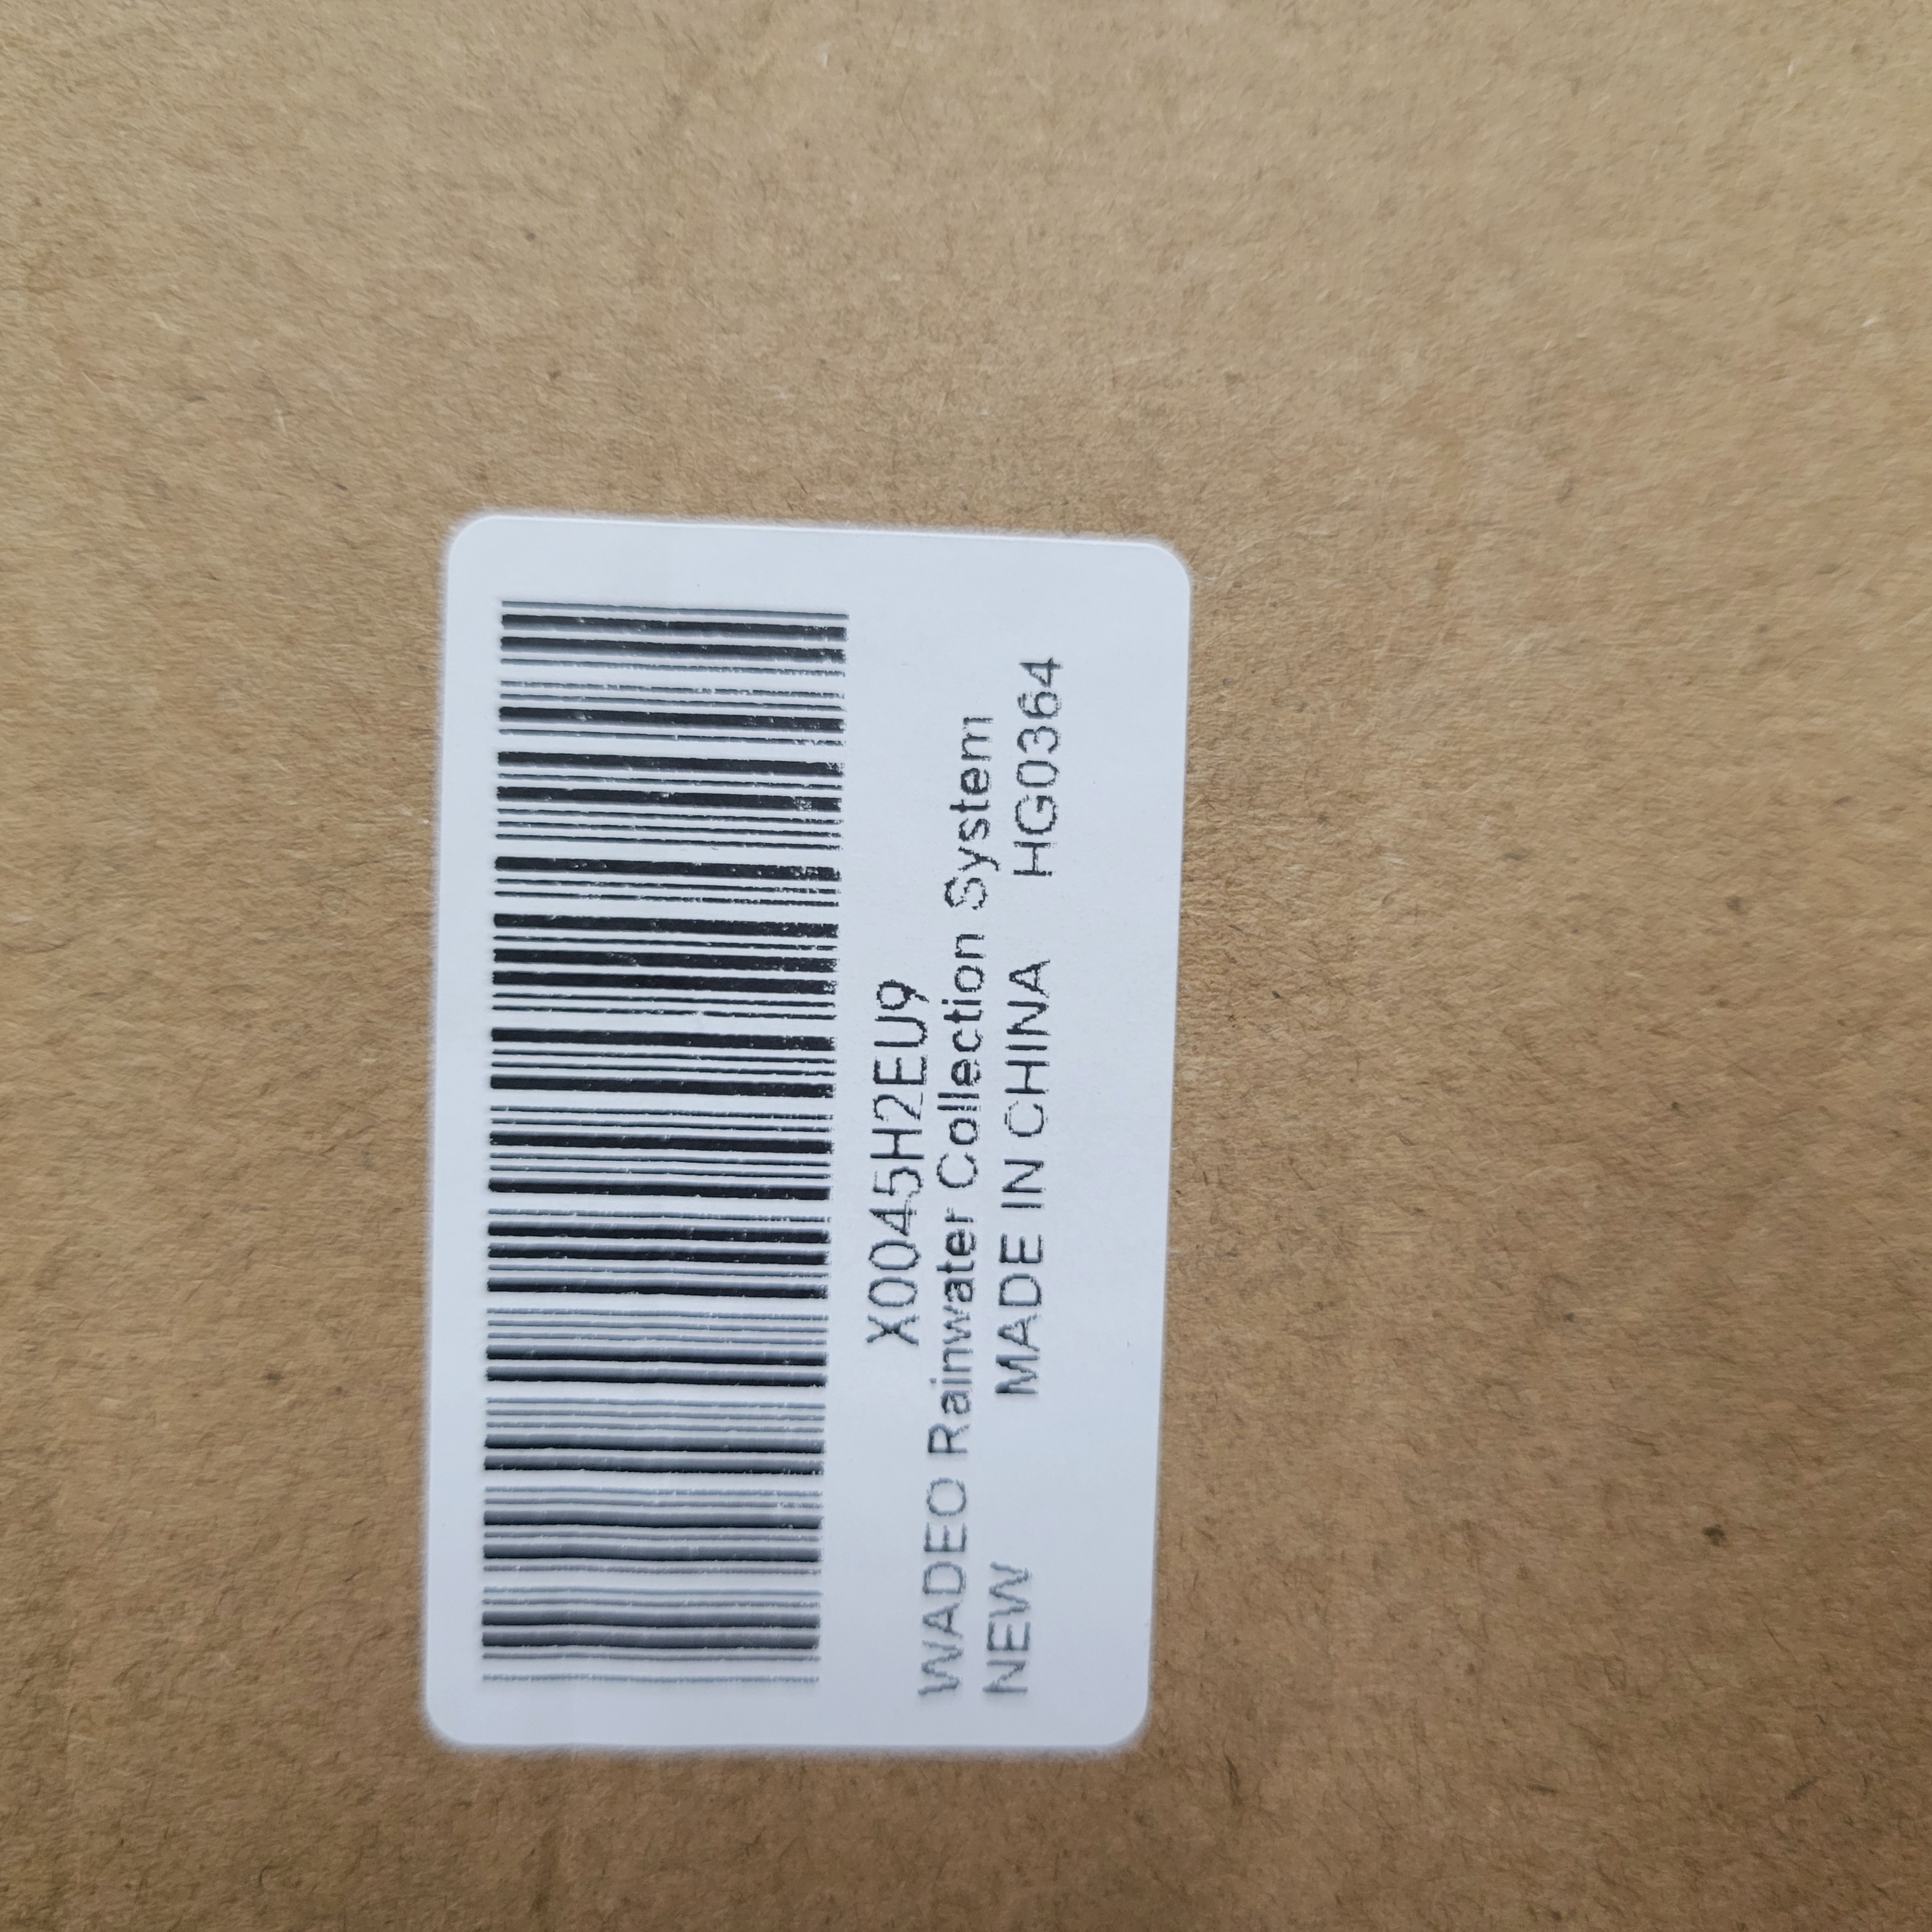 X0045H2EU9
WADEO Rainwater Collection System
NEW MADE IN CHINA HG0364